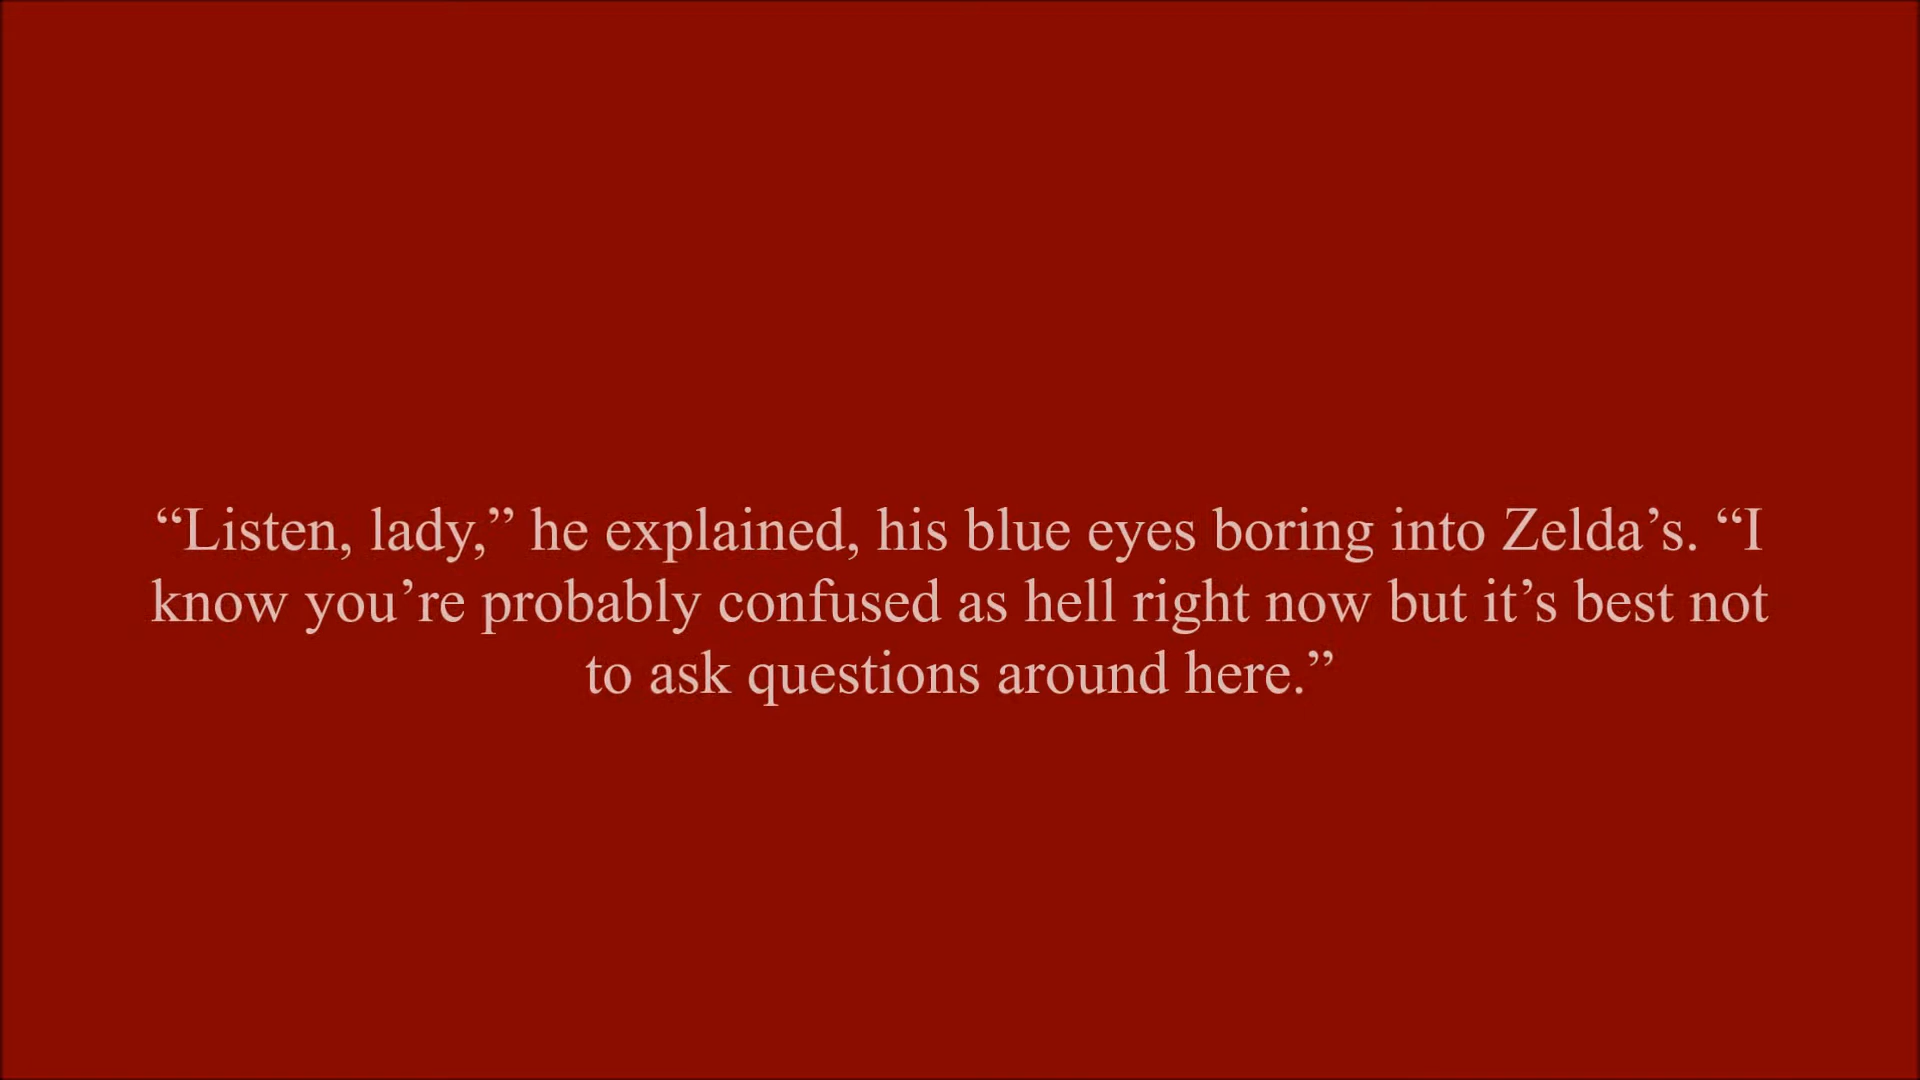 “Listen, lady,” he explained, his blue eyes boring into Zelda’s. “I
know you’re probably confused as hell right now but it’s best not
to ask questions around here.”